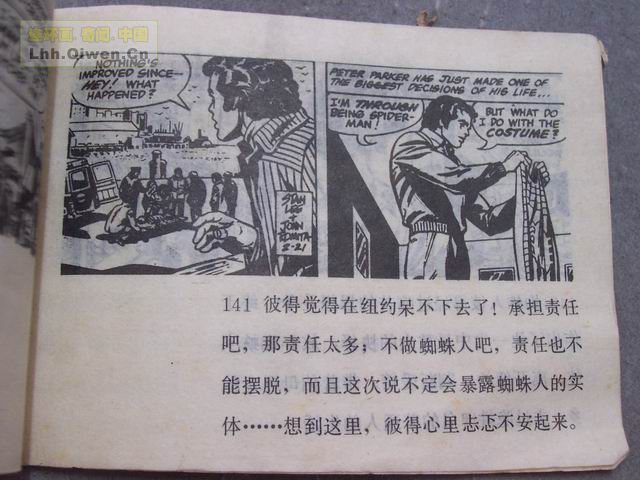 连环画.奇闻.中国
Lhh.Qiwen.Cn
NOTHING'S
IMPROVED SINCE—
HEY! WHAT
HAPPENED?
STAN
LEE
&
JOHN
ROMITA
2-21
PETER PARKER HAS JUST MADE ONE OF
THE BIGGEST DECISIONS OF HIS LIFE...
I'M THROUGH
BEING SPIDER-
MAN!
BUT WHAT DO
I DO WITH THE
COSTUME?
141 彼得觉得在纽约呆不下去了！承担责任
吧，那责任太多；不做蜘蛛人吧，责任也不
能摆脱，而且这次说不定会暴露蜘蛛人的实
体……想到这里，彼得心里忐忑不安起来。